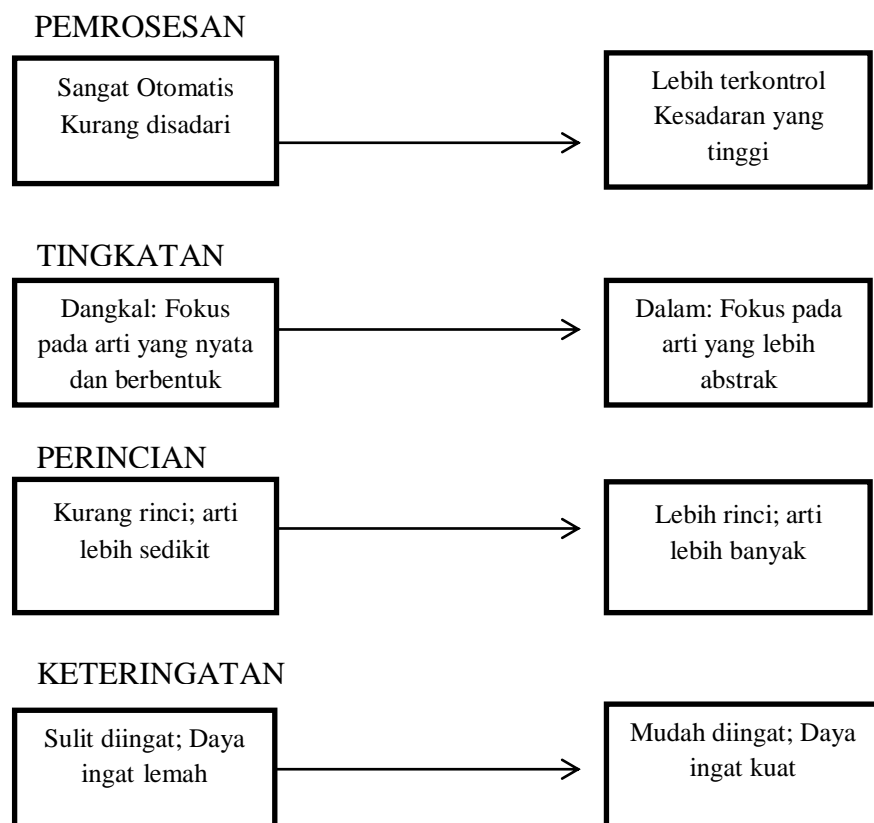 PEMROSESAN
Sangat Otomatis
Kurang disadari
Lebih terkontrol
Kesadaran yang
tinggi
TINGKATAN
Dangkal: Fokus
pada arti yang nyata
dan berbentuk
Dalam: Fokus pada
arti yang lebih
abstrak
PERINCIAN
Kurang rinci; arti
lebih sedikit
Lebih rinci; arti
lebih banyak
KETERINGATAN
Sulit diingat; Daya
ingat lemah
Mudah diingat; Daya
ingat kuat